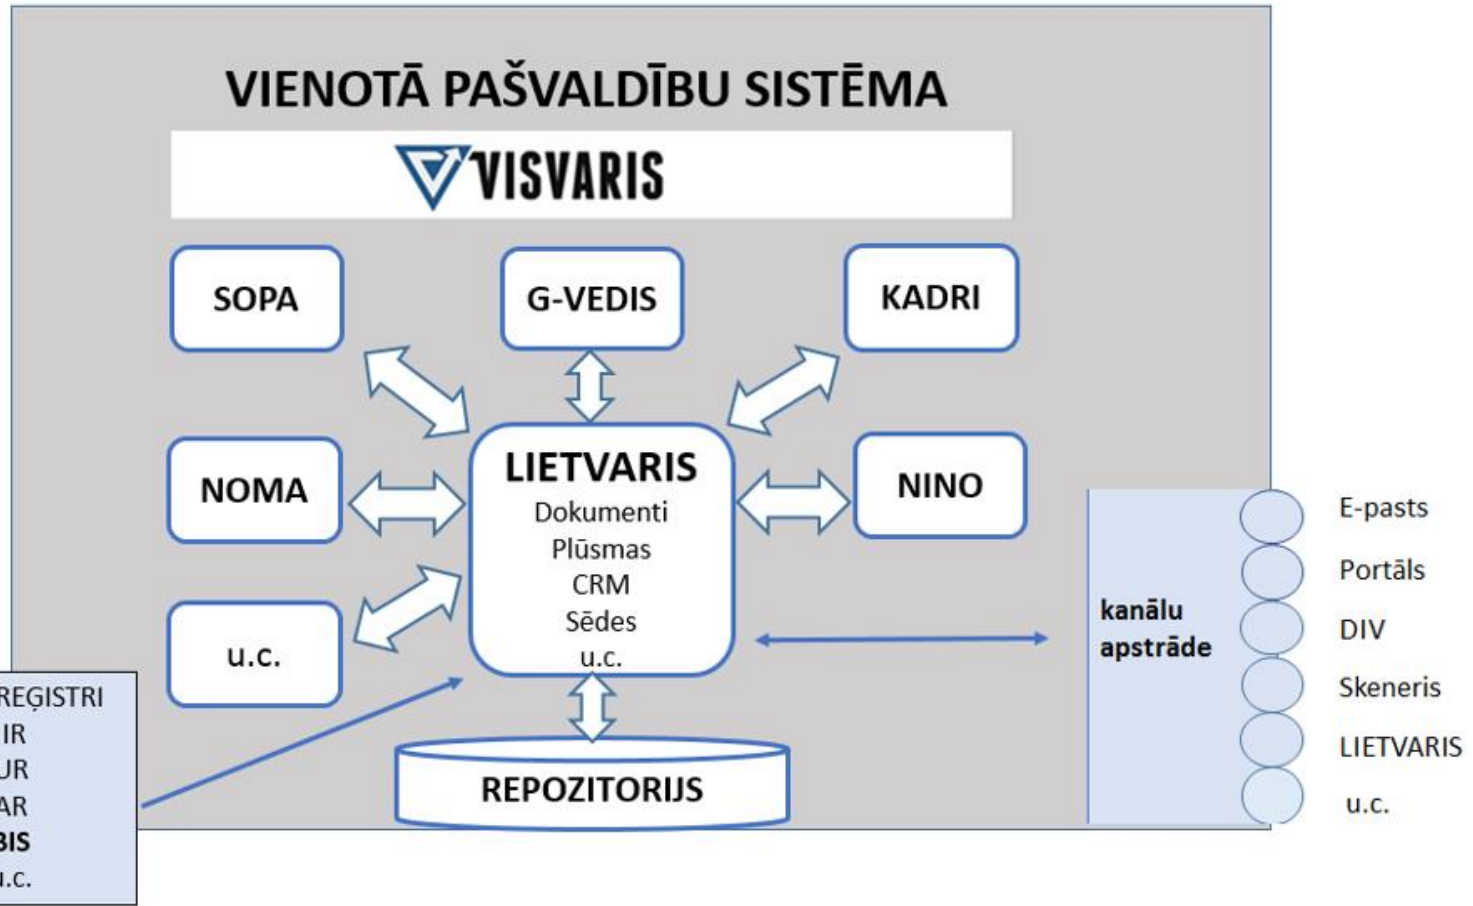 VIENOTĀ PAŠVALDĪBU SISTĒMA
VISVARIS
SOPA
G-VEDIS
KADRI
NOMA
LIETVARIS
Dokumenti
Plūsmas
CRM
Sēdes
u.c.
NINO
u.c.
REPOZITORIJS
REĢISTRI
IR
UR
AR
BIS
u.c.
kanālu
apstrāde
E-pasts
Portāls
DIV
Skeneris
LIETVARIS
u.c.